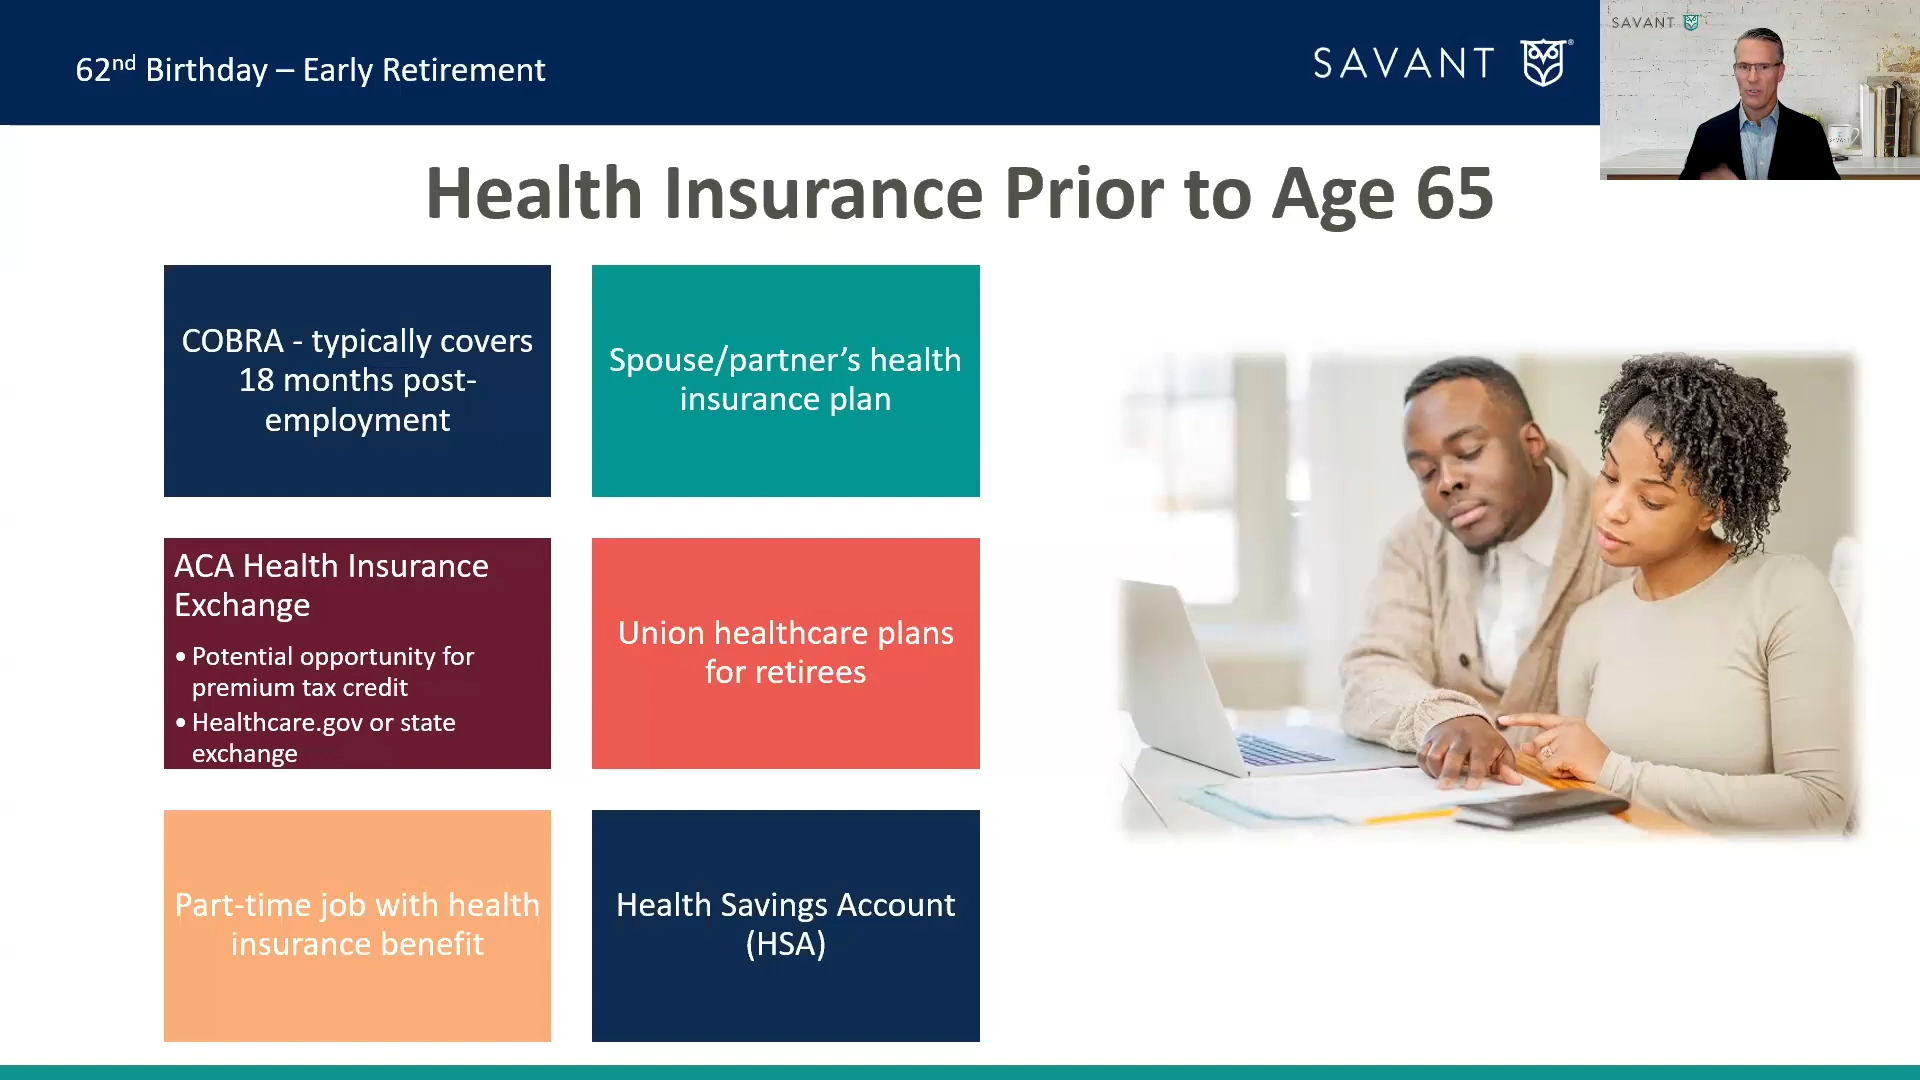 62nd Birthday – Early Retirement
SAVANT
SAVANT
Health Insurance Prior to Age 65
COBRA - typically covers
18 months post-
employment
Spouse/partner’s health
insurance plan
ACA Health Insurance
Exchange
• Potential opportunity for
premium tax credit
• Healthcare.gov or state
exchange
Union healthcare plans
for retirees
Part-time job with health
insurance benefit
Health Savings Account
(HSA)